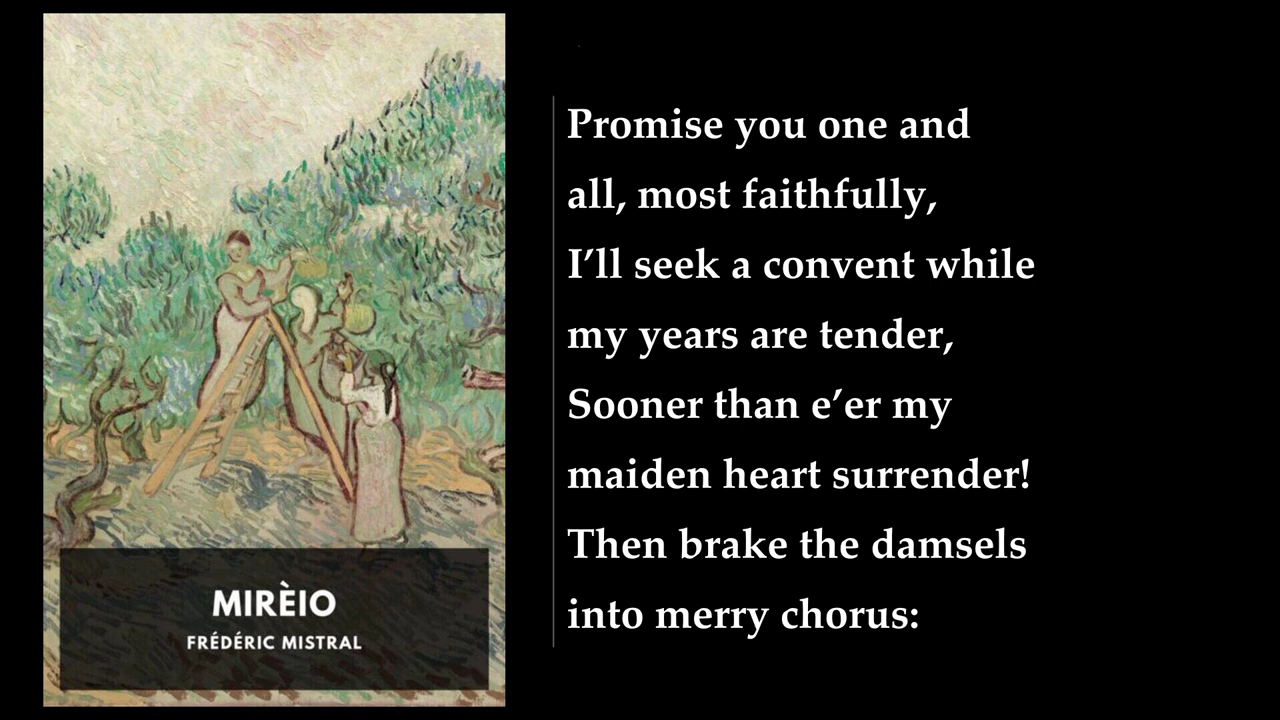 MIRÈIO
FRÉDÉRIC MISTRAL
Promise you one and
all, most faithfully,
I’ll seek a convent while
my years are tender,
Sooner than e’er my
maiden heart surrender!
Then brake the damsels
into merry chorus: